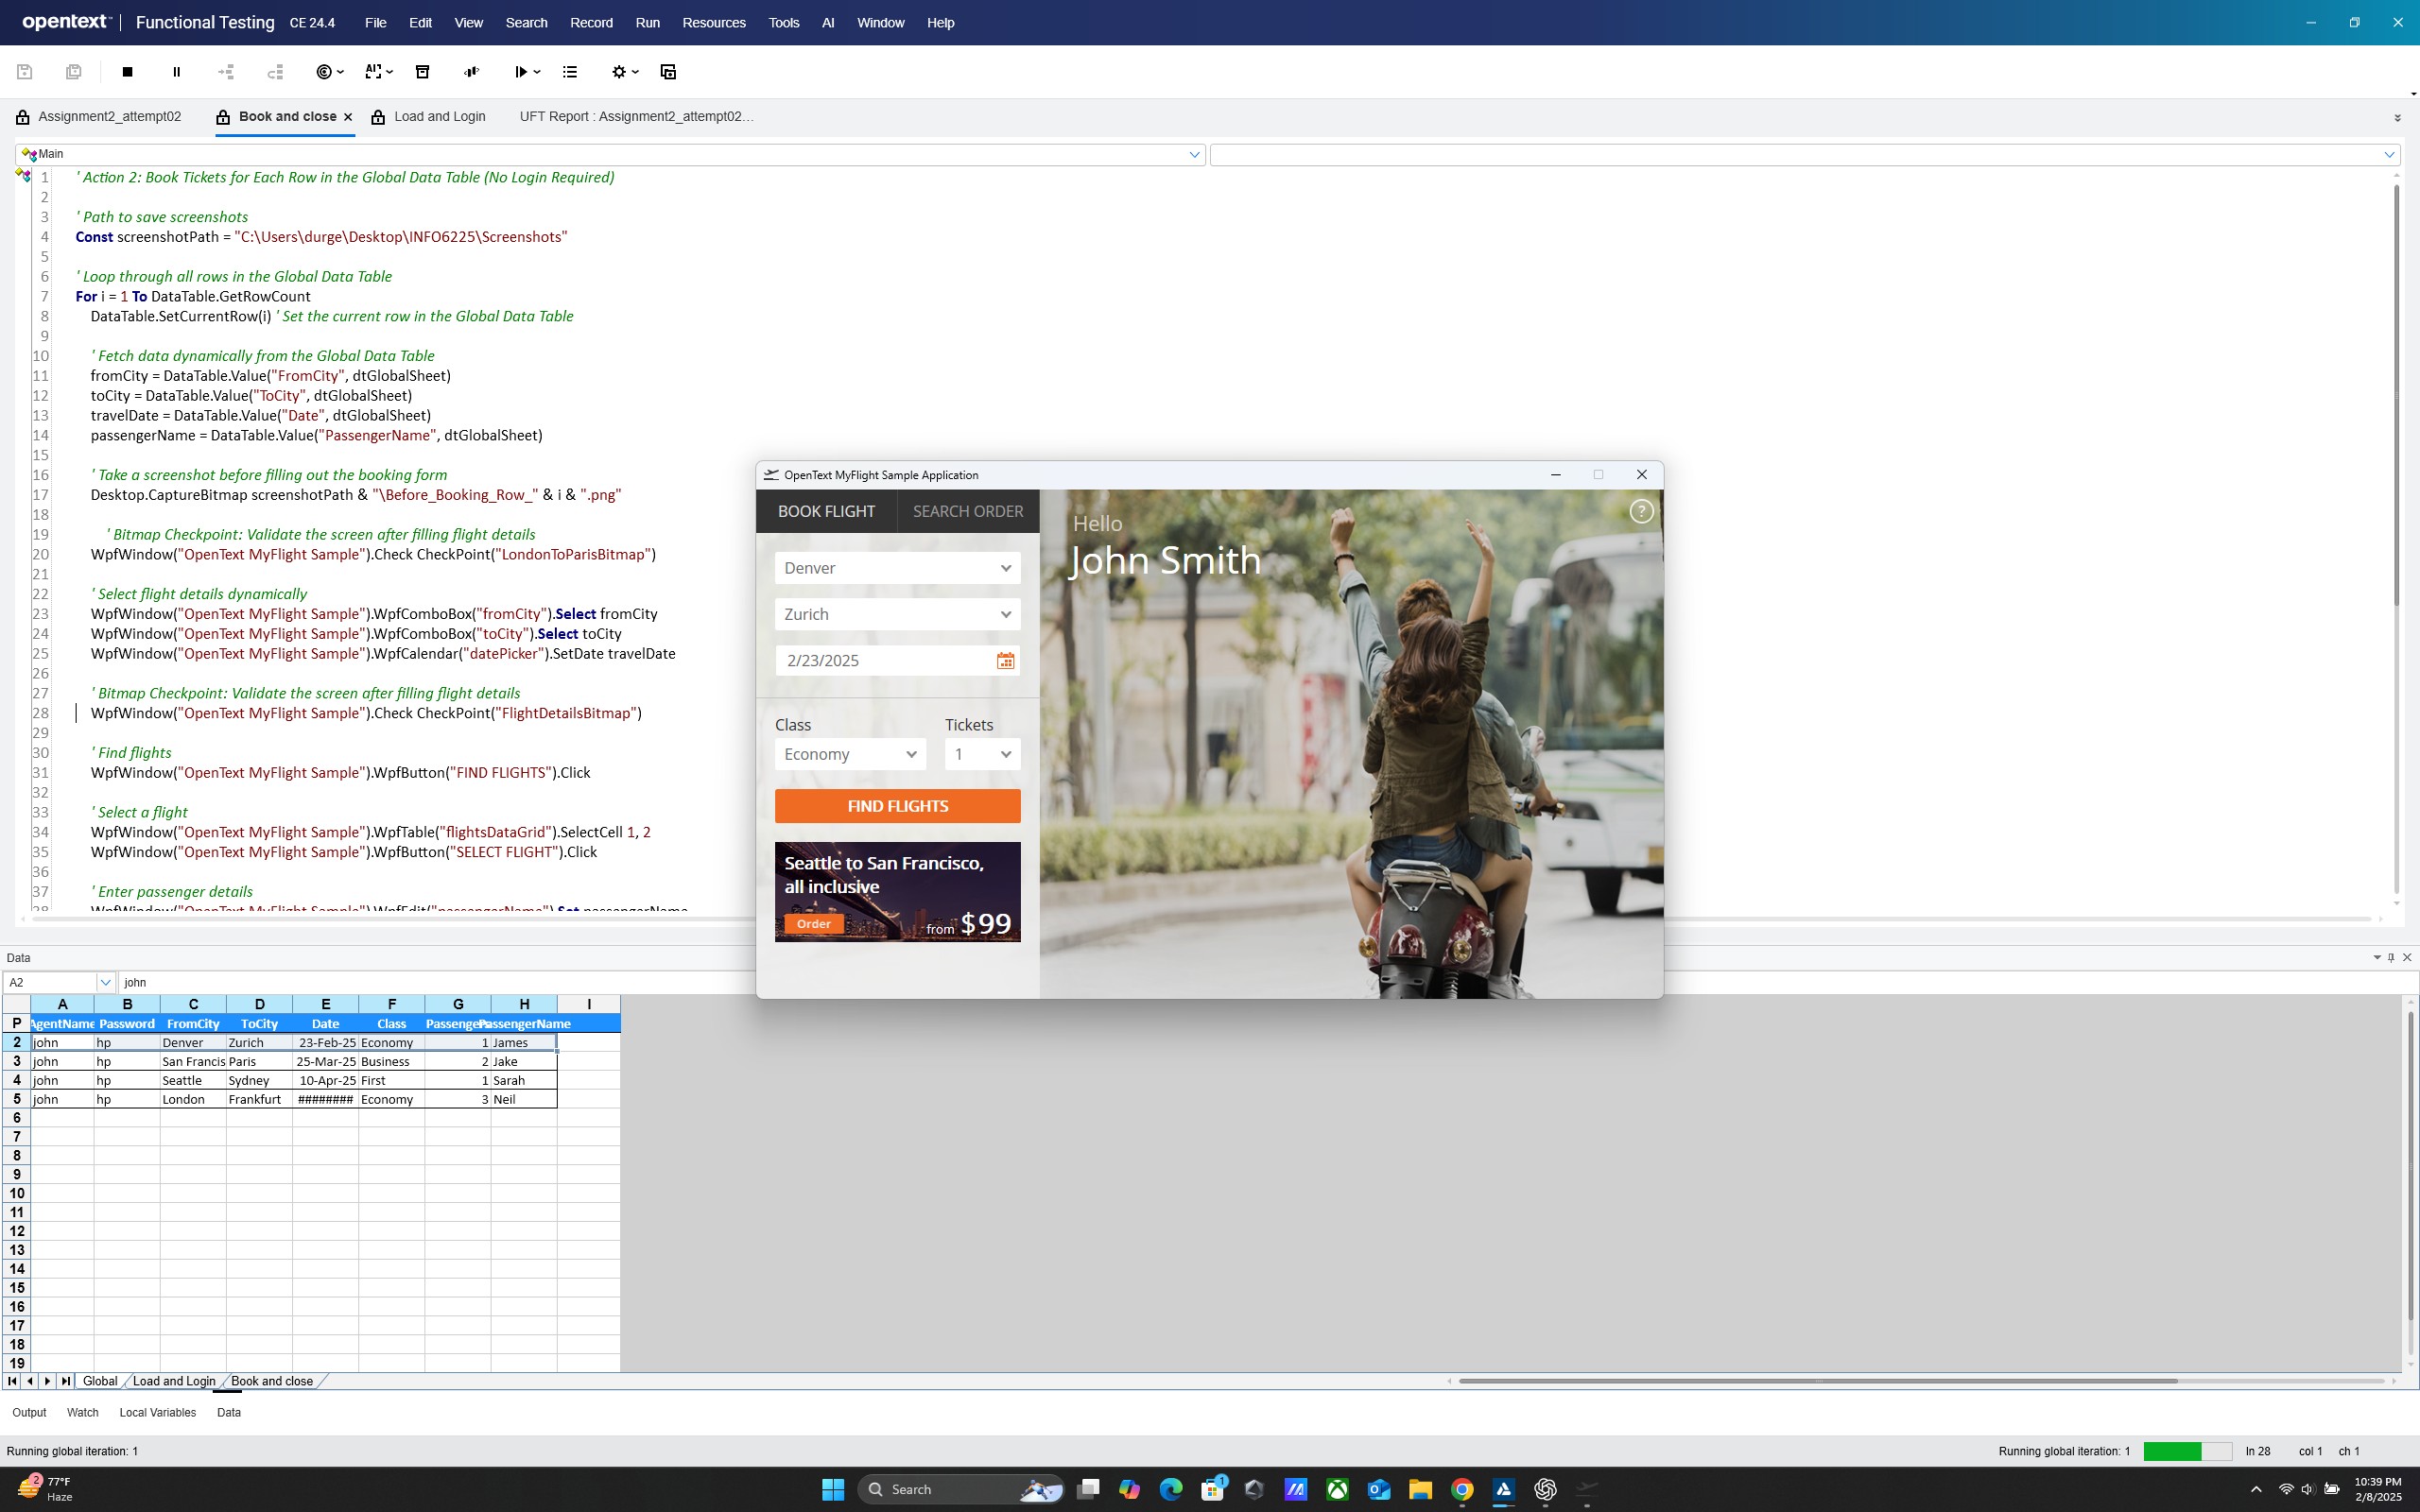 opentext™ | Functional Testing CE 24.4 File Edit View Search Record Run Resources Tools AI Window Help
Assignment2_attempt02 Book and close × Load and Login UFT Report : Assignment2_attempt02...
Main
1 ' Action 2: Book Tickets for Each Row in the Global Data Table (No Login Required)
2
3 ' Path to save screenshots
4 Const screenshotPath = "C:\Users\durge\Desktop\INFO6225\Screenshots"
5
6 ' Loop through all rows in the Global Data Table
7 For i = 1 To DataTable.GetRowCount
8 DataTable.SetCurrentRow(i) ' Set the current row in the Global Data Table
9
10 ' Fetch data dynamically from the Global Data Table
11 fromCity = DataTable.Value("FromCity", dtGlobalSheet)
12 toCity = DataTable.Value("ToCity", dtGlobalSheet)
13 travelDate = DataTable.Value("Date", dtGlobalSheet)
14 passengerName = DataTable.Value("PassengerName", dtGlobalSheet)
15
16 ' Take a screenshot before filling out the booking form
17 Desktop.CaptureBitmap screenshotPath & "\Before_Booking_Row_" & i & ".png"
18
19 ' Bitmap Checkpoint: Validate the screen after filling flight details
20 WpfWindow("OpenText MyFlight Sample").Check CheckPoint("LondonToParisBitmap")
21
22 ' Select flight details dynamically
23 WpfWindow("OpenText MyFlight Sample").WpfComboBox("fromCity").Select fromCity
24 WpfWindow("OpenText MyFlight Sample").WpfComboBox("toCity").Select toCity
25 WpfWindow("OpenText MyFlight Sample").WpfCalendar("datePicker").SetDate travelDate
26
27 ' Bitmap Checkpoint: Validate the screen after filling flight details
28 WpfWindow("OpenText MyFlight Sample").Check CheckPoint("FlightDetailsBitmap")
29
30 ' Find flights
31 WpfWindow("OpenText MyFlight Sample").WpfButton("FIND FLIGHTS").Click
32
33 ' Select a flight
34 WpfWindow("OpenText MyFlight Sample").WpfTable("flightsDataGrid").SelectCell 1, 2
35 WpfWindow("OpenText MyFlight Sample").WpfButton("SELECT FLIGHT").Click
36
37 ' Enter passenger details
38 WpfWindow("OpenText MyFlight Sample").WpfEdit("passengerName").Set passengerName
OpenText MyFlight Sample Application
BOOK FLIGHT SEARCH ORDER
Hello
John Smith
?
Denver
Zurich
2/23/2025
Class Tickets
Economy 1
FIND FLIGHTS
Seattle to San Francisco,
all inclusive
Order from $99
Data
A2 john
A B C D E F G H I
P AgentName Password FromCity ToCity Date Class Passengers PassengerName
2 john hp Denver Zurich 23-Feb-25 Economy 1 James
3 john hp San Francis Paris 25-Mar-25 Business 2 Jake
4 john hp Seattle Sydney 10-Apr-25 First 1 Sarah
5 john hp London Frankfurt ######## Economy 3 Neil
6
7
8
9
10
11
12
13
14
15
16
17
18
19
Global Load and Login Book and close
Output Watch Local Variables Data
Running global iteration: 1 Running global iteration: 1 ln 28 col 1 ch 1
2 77°F
Haze
Search
1
10:39 PM
2/8/2025